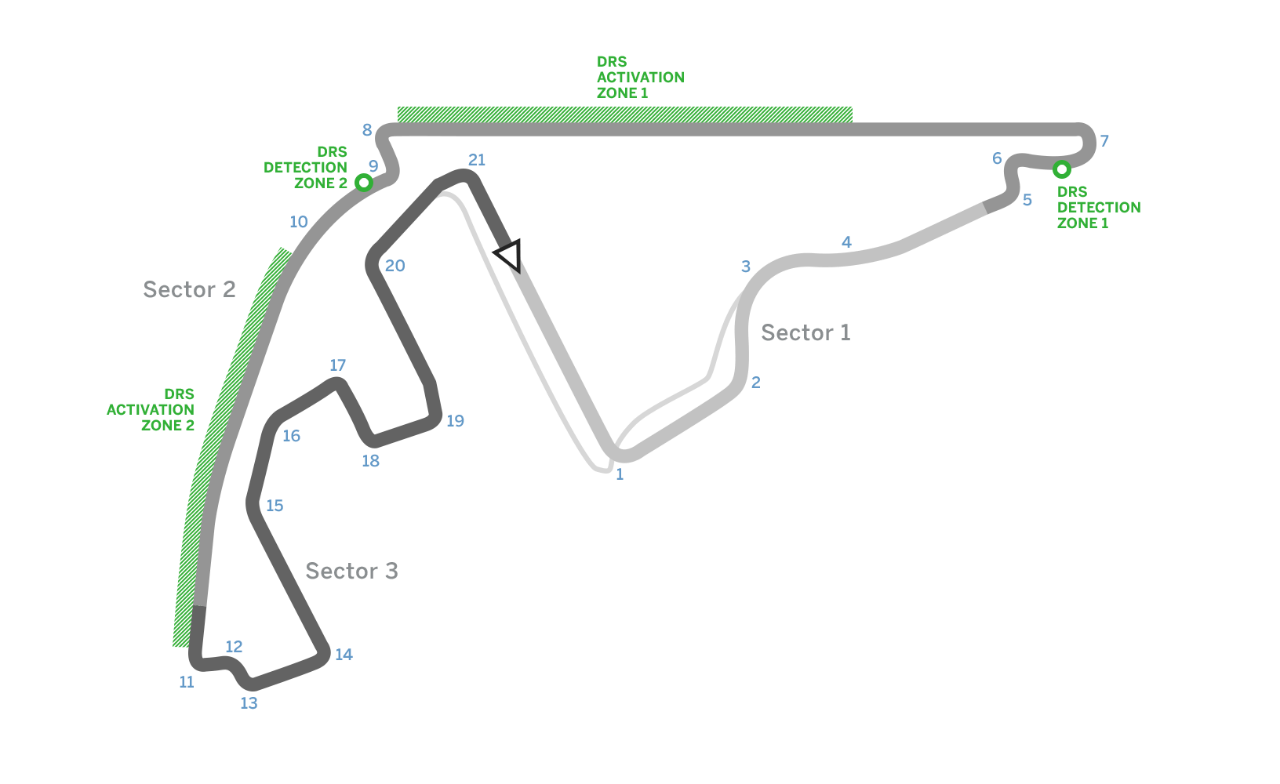 DRS
ACTIVATION
ZONE 1
8
7
DRS
DETECTION
ZONE 2
9
21
6
5
DRS
DETECTION
ZONE 1
10
4
20
3
Sector 2
Sector 1
17
2
DRS
ACTIVATION
ZONE 2
19
16
18
1
15
Sector 3
12
14
11
13